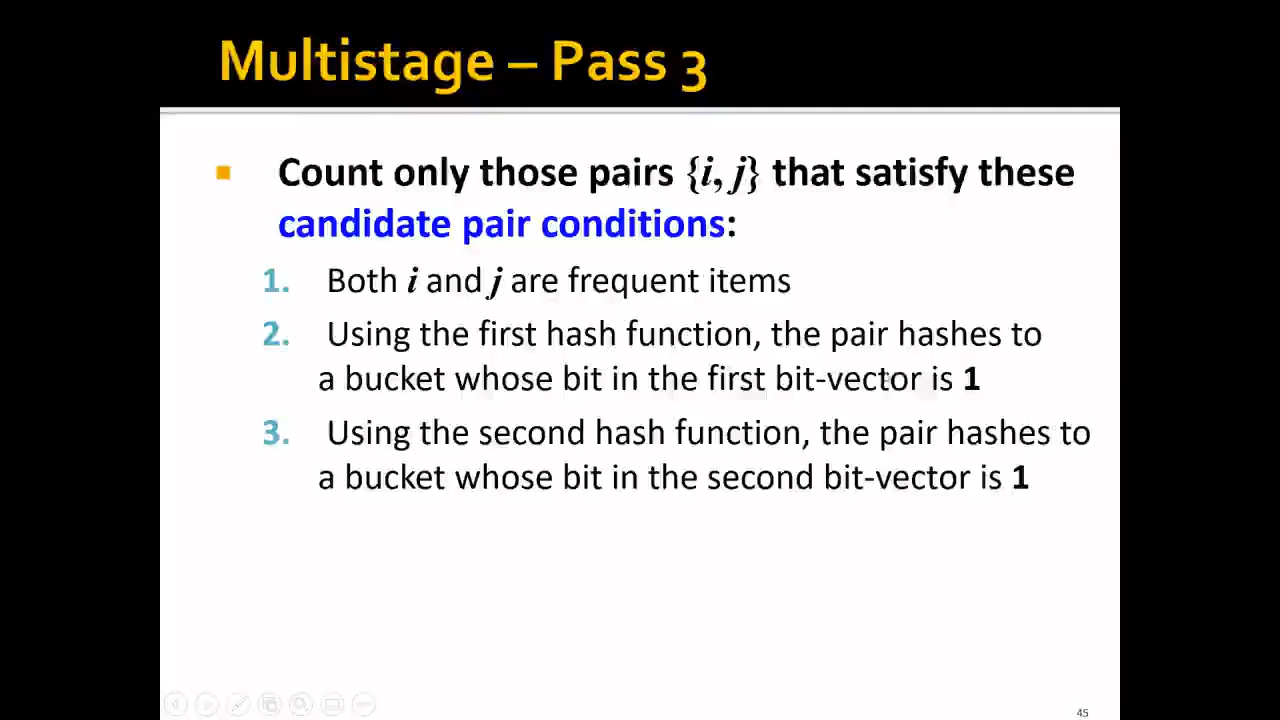 Multistage – Pass 3
Count only those pairs {i, j} that satisfy these
candidate pair conditions:
1. Both i and j are frequent items
2. Using the first hash function, the pair hashes to
a bucket whose bit in the first bit-vector is 1
3. Using the second hash function, the pair hashes to
a bucket whose bit in the second bit-vector is 1
45